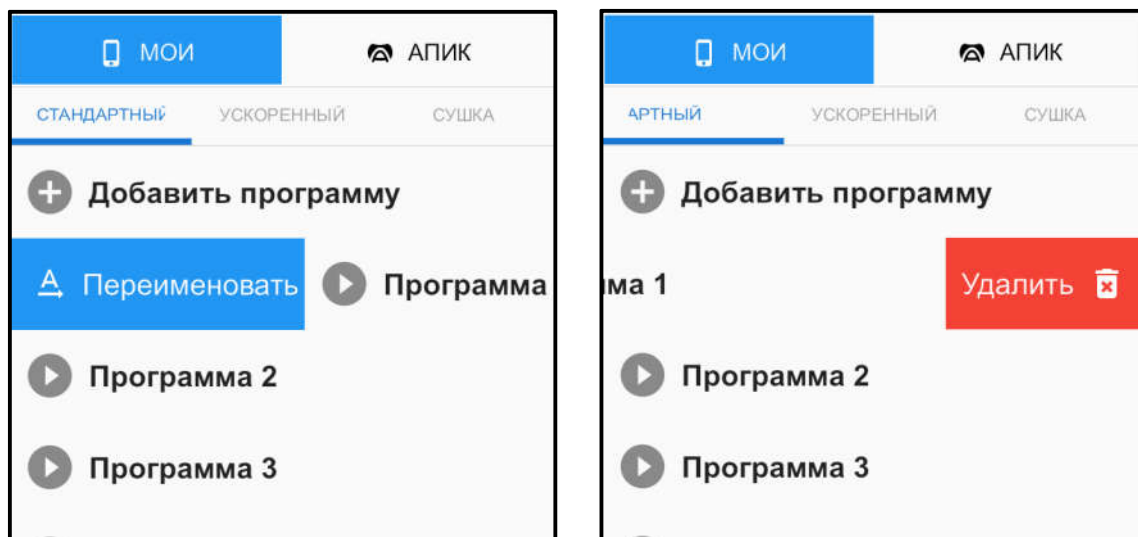 МОИ
АПИК
СТАНДАРТНЫЙ
УСКОРЕННЫЙ
СУШКА
Добавить программу
Переименовать
Программа
Программа 2
Программа 3
МОИ
АПИК
АРТНЫЙ
УСКОРЕННЫЙ
СУШКА
Добавить программу
ма 1
Удалить
Программа 2
Программа 3